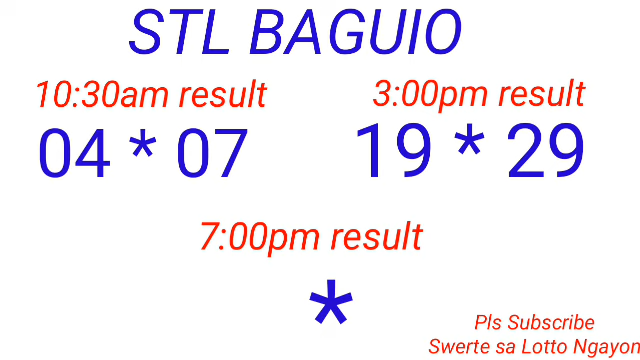 STL BAGUIO
10:30am result 3:00pm result
04 * 07 19 * 29
7:00pm result
*
Pls Subscribe
Swerte sa Lotto Ngayon